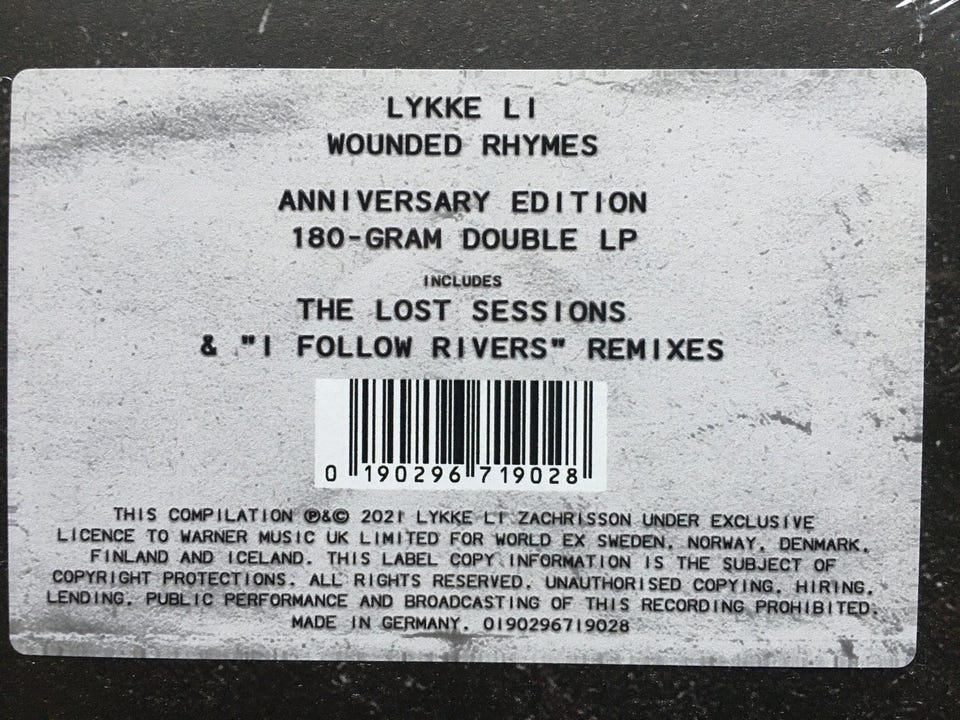 LYKKE LI
WOUNDED RHYMES
ANNIVERSARY EDITION
180-GRAM DOUBLE LP
INCLUDES
THE LOST SESSIONS
& "I FOLLOW RIVERS" REMIXES
0 190296 719028
THIS COMPILATION ℗&© 2021 LYKKE LI ZACHRISSON UNDER EXCLUSIVE
LICENCE TO WARNER MUSIC UK LIMITED FOR WORLD EX SWEDEN, NORWAY, DENMARK,
FINLAND AND ICELAND. THIS LABEL COPY INFORMATION IS THE SUBJECT OF
COPYRIGHT PROTECTIONS. ALL RIGHTS RESERVED. UNAUTHORISED COPYING, HIRING,
LENDING, PUBLIC PERFORMANCE AND BROADCASTING OF THIS RECORDING PROHIBITED.
MADE IN GERMANY. 0190296719028